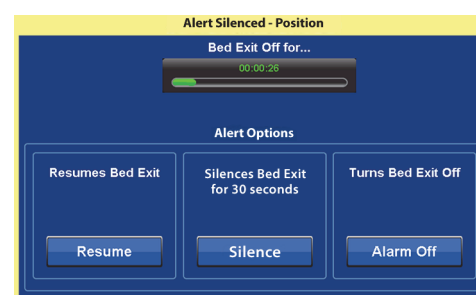 Alert Silenced - Position
Bed Exit Off for...
00:00:26
Alert Options
Resumes Bed Exit
Resume
Silences Bed Exit
for 30 seconds
Silence
Turns Bed Exit Off
Alarm Off